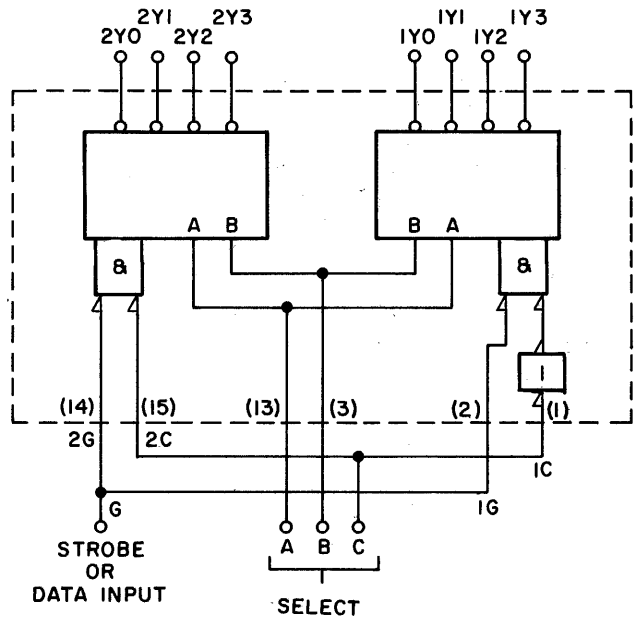 2Y0 2Y1 2Y2 2Y3 1Y0 1Y1 1Y2 1Y3
A B B A
& &
1
(14) (15) (13) (3) (2) (1)
2G 2C 1C
G 1G
STROBE
OR
DATA INPUT
A B C
SELECT